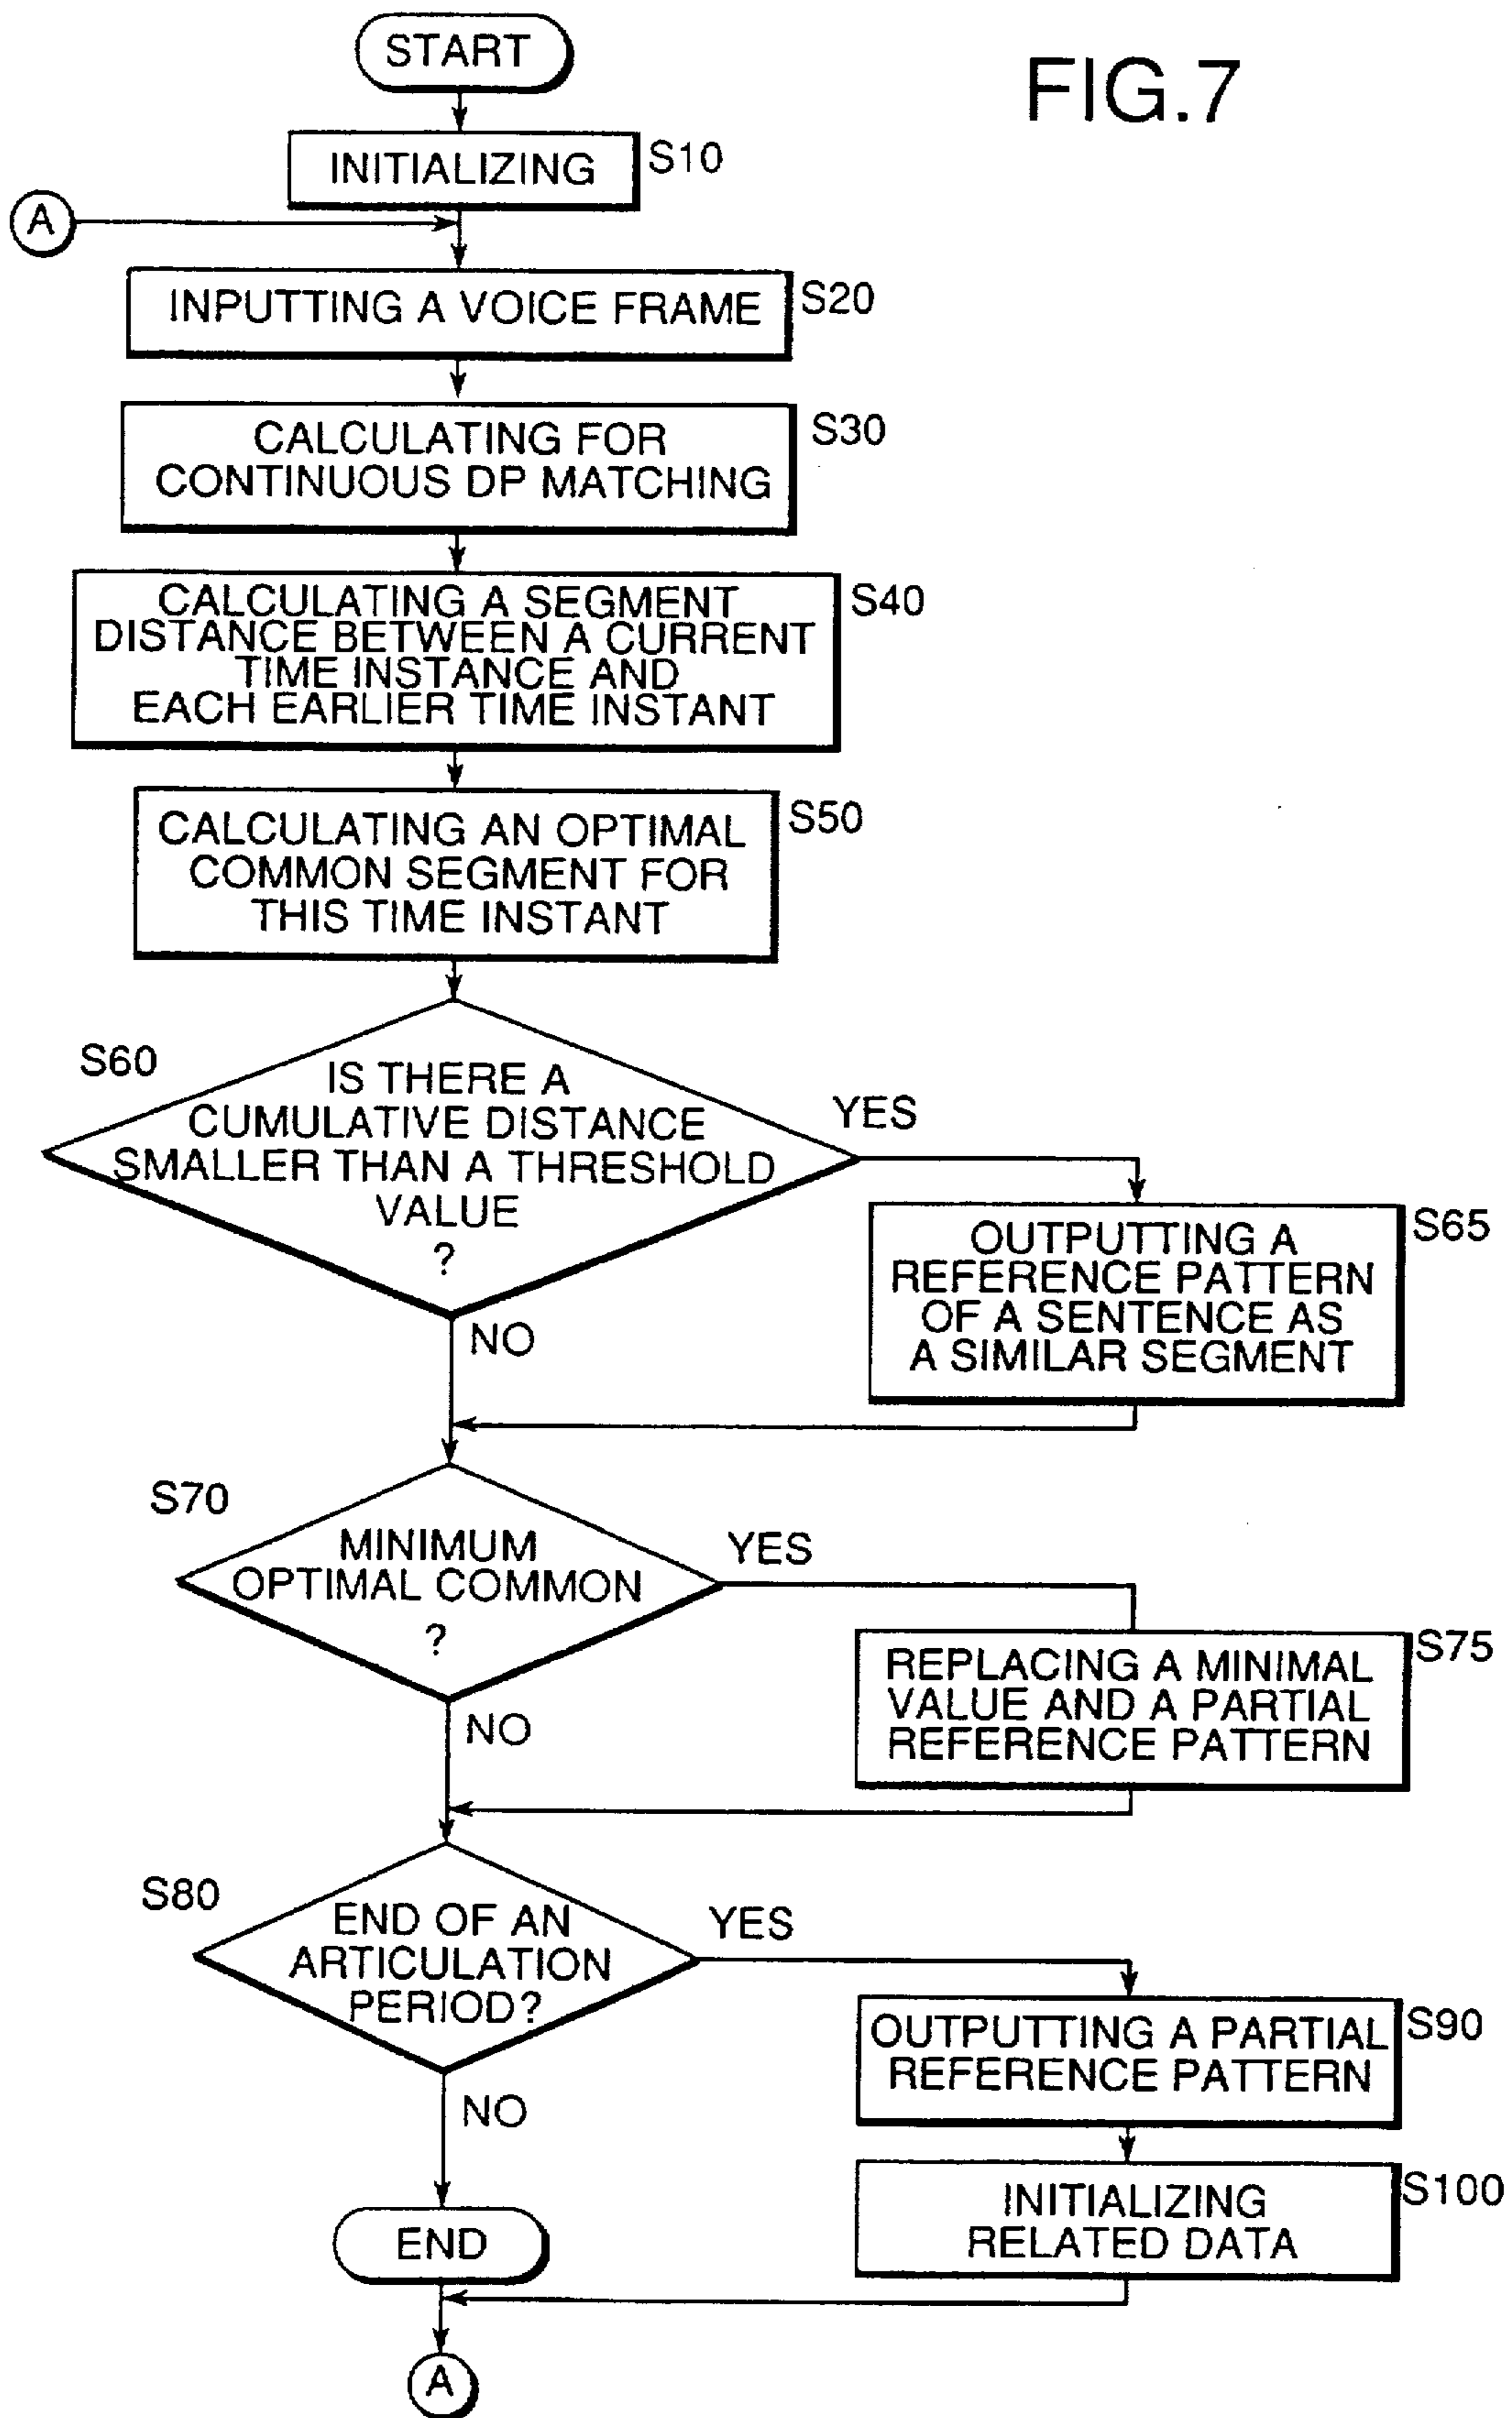 FIG.7
START
INITIALIZING
S10
A
INPUTTING A VOICE FRAME
S20
CALCULATING FOR
CONTINUOUS DP MATCHING
S30
CALCULATING A SEGMENT
DISTANCE BETWEEN A CURRENT
TIME INSTANCE AND
EACH EARLIER TIME INSTANT
S40
CALCULATING AN OPTIMAL
COMMON SEGMENT FOR
THIS TIME INSTANT
S50
S60
IS THERE A
CUMULATIVE DISTANCE
SMALLER THAN A THRESHOLD
VALUE
?
YES
NO
OUTPUTTING A
REFERENCE PATTERN
OF A SENTENCE AS
A SIMILAR SEGMENT
S65
S70
MINIMUM
OPTIMAL COMMON
?
YES
NO
REPLACING A MINIMAL
VALUE AND A PARTIAL
REFERENCE PATTERN
S75
S80
END OF AN
ARTICULATION
PERIOD?
YES
NO
OUTPUTTING A PARTIAL
REFERENCE PATTERN
S90
INITIALIZING
RELATED DATA
S100
END
A